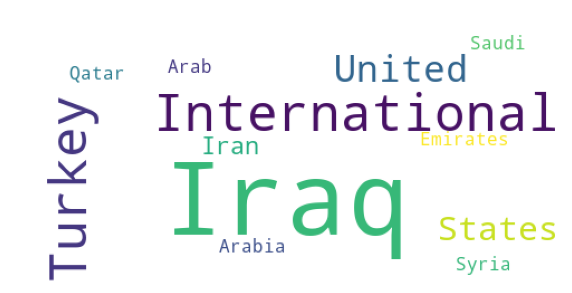 Saudi
Qatar
Arab
United
International
Turkey
Iran
Emirates
Iraq
States
Arabia
Syria